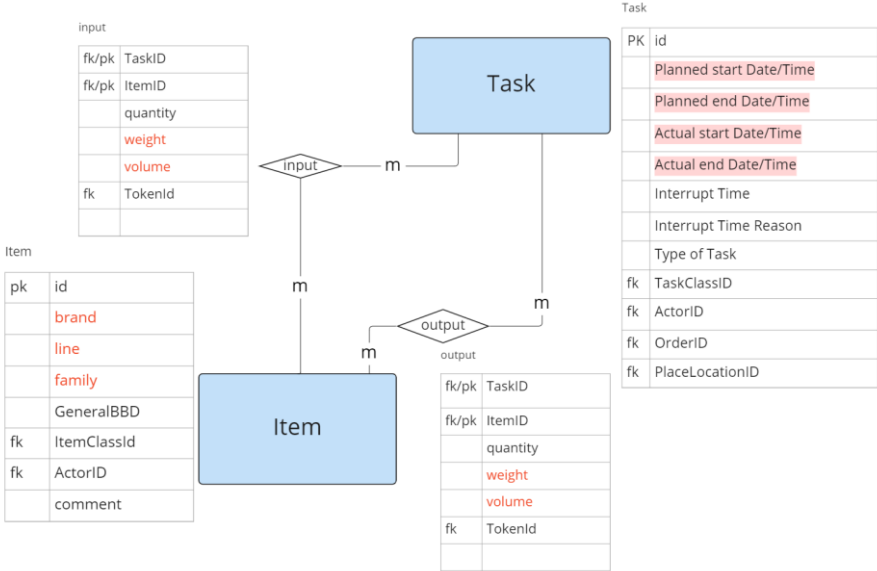 input
fk/pk TaskID
fk/pk ItemID
quantity
weight
volume
fk TokenId
Task
input
m
m
m
output
m
Item
Task
PK id
Planned start Date/Time
Planned end Date/Time
Actual start Date/Time
Actual end Date/Time
Interrupt Time
Interrupt Time Reason
Type of Task
fk TaskClassID
fk ActorID
fk OrderID
fk PlaceLocationID
Item
pk id
brand
line
family
GeneralBBD
fk ItemClassId
fk ActorID
comment
output
fk/pk TaskID
fk/pk ItemID
quantity
weight
volume
fk TokenId